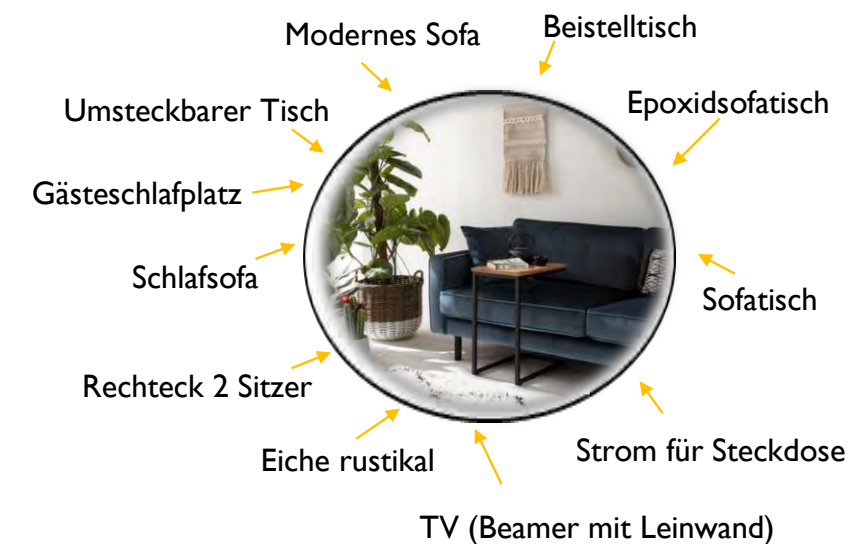 Modernes Sofa
Beistelltisch
Umsteckbarer Tisch
Epoxidsofatisch
Gästeschlafplatz
Schlafsofa
Sofatisch
Rechteck 2 Sitzer
Eiche rustikal
Strom für Steckdose
TV (Beamer mit Leinwand)